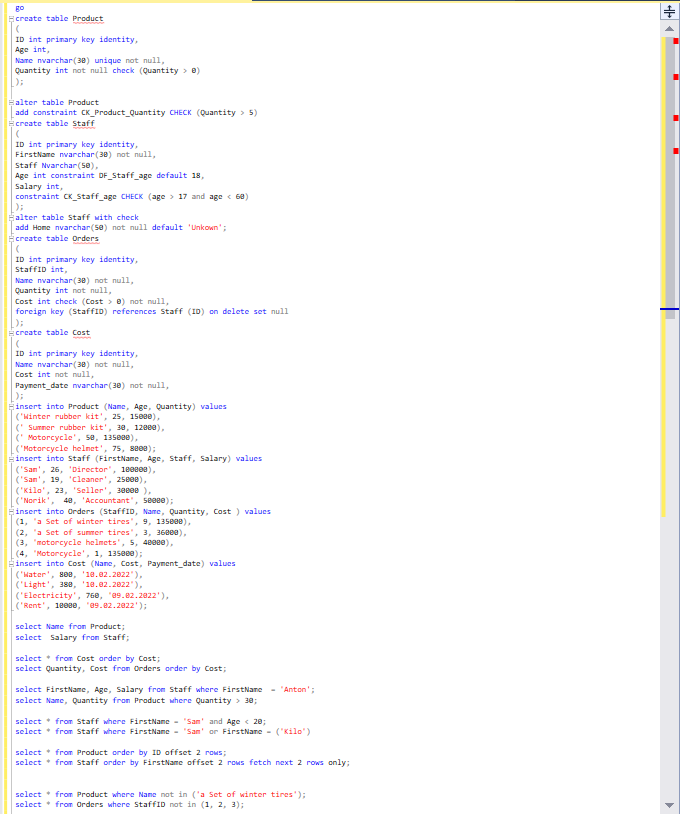 go
create table Product
(
ID int primary key identity,
Age int,
Name nvarchar(30) unique not null,
Quantity int not null check (Quantity > 0)
);
alter table Product
add constraint CK_Product_Quantity CHECK (Quantity > 5)
create table Staff
(
ID int primary key identity,
FirstName nvarchar(30) not null,
Staff Nvarchar(50),
Age int constraint DF_Staff_age default 18,
Salary int,
constraint CK_Staff_age CHECK (age > 17 and age < 60)
);
alter table Staff with check
add Home nvarchar(50) not null default 'Unkown';
create table Orders
(
ID int primary key identity,
StaffID int,
Name nvarchar(30) not null,
Quantity int not null,
Cost int check (Cost > 0) not null,
foreign key (StaffID) references Staff (ID) on delete set null
);
create table Cost
(
ID int primary key identity,
Name nvarchar(30) not null,
Cost int not null,
Payment_date nvarchar(30) not null,
);
insert into Product (Name, Age, Quantity) values
('Winter rubber kit', 25, 15000),
(' Summer rubber kit', 30, 12000),
(' Motorcycle', 50, 135000),
('Motorcycle helmet', 75, 8000);
insert into Staff (FirstName, Age, Staff, Salary) values
('Sam', 26, 'Director', 100000),
('Sam', 19, 'Cleaner', 25000),
('Kilo', 23, 'Seller', 30000 ),
('Norik',  40, 'Accountant', 50000);
insert into Orders (StaffID, Name, Quantity, Cost ) values
(1, 'a Set of winter tires', 9, 135000),
(2, 'a Set of summer tires', 3, 36000),
(3, 'motorcycle helmets', 5, 40000),
(4, 'Motorcycle', 1, 135000);
insert into Cost (Name, Cost, Payment_date) values
('Water', 800, '10.02.2022'),
('Light', 380, '10.02.2022'),
('Electricity', 760, '09.02.2022'),
('Rent', 10000, '09.02.2022');
select Name from Product;
select  Salary from Staff;
select * from Cost order by Cost;
select Quantity, Cost from Orders order by Cost;
select FirstName, Age, Salary from Staff where FirstName  = 'Anton';
select Name, Quantity from Product where Quantity > 30;
select * from Staff where FirstName = 'Sam' and Age < 20;
select * from Staff where FirstName = 'Sam' or FirstName = ('Kilo')
select * from Product order by ID offset 2 rows;
select * from Staff order by FirstName offset 2 rows fetch next 2 rows only;
select * from Product where Name not in ('a Set of winter tires');
select * from Orders where StaffID not in (1, 2, 3);